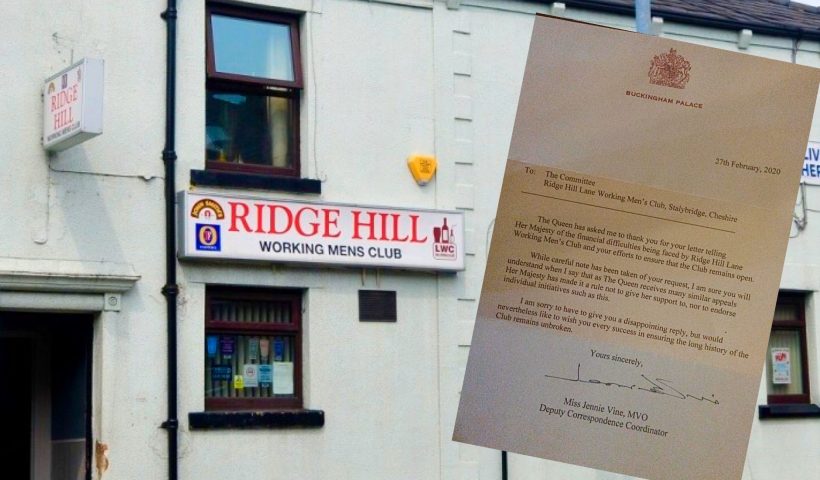 RIDGE
HILL
WORKING MENS CLUB
RIDGE HILL
WORKING MENS CLUB
LWC
BUCKINGHAM PALACE
27th February, 2020
To: The Committee
Ridge Hill Lane Working Men's Club, Stalybridge, Cheshire
The Queen has asked me to thank you for your letter telling
Her Majesty of the financial difficulties being faced by Ridge Hill Lane
Working Men's Club and your efforts to ensure that the Club remains open.
While careful note has been taken of your request, I am sure you will
understand when I say that as The Queen receives many similar appeals
Her Majesty has made it a rule not to give her support to, nor to endorse
individual initiatives such as this.
I am sorry to have to give you a disappointing reply, but would
nevertheless like to wish you every success in ensuring the long history of the
Club remains unbroken.
Yours sincerely,
Jennie Vine
Miss Jennie Vine, MVO
Deputy Correspondence Coordinator
LIV
HER